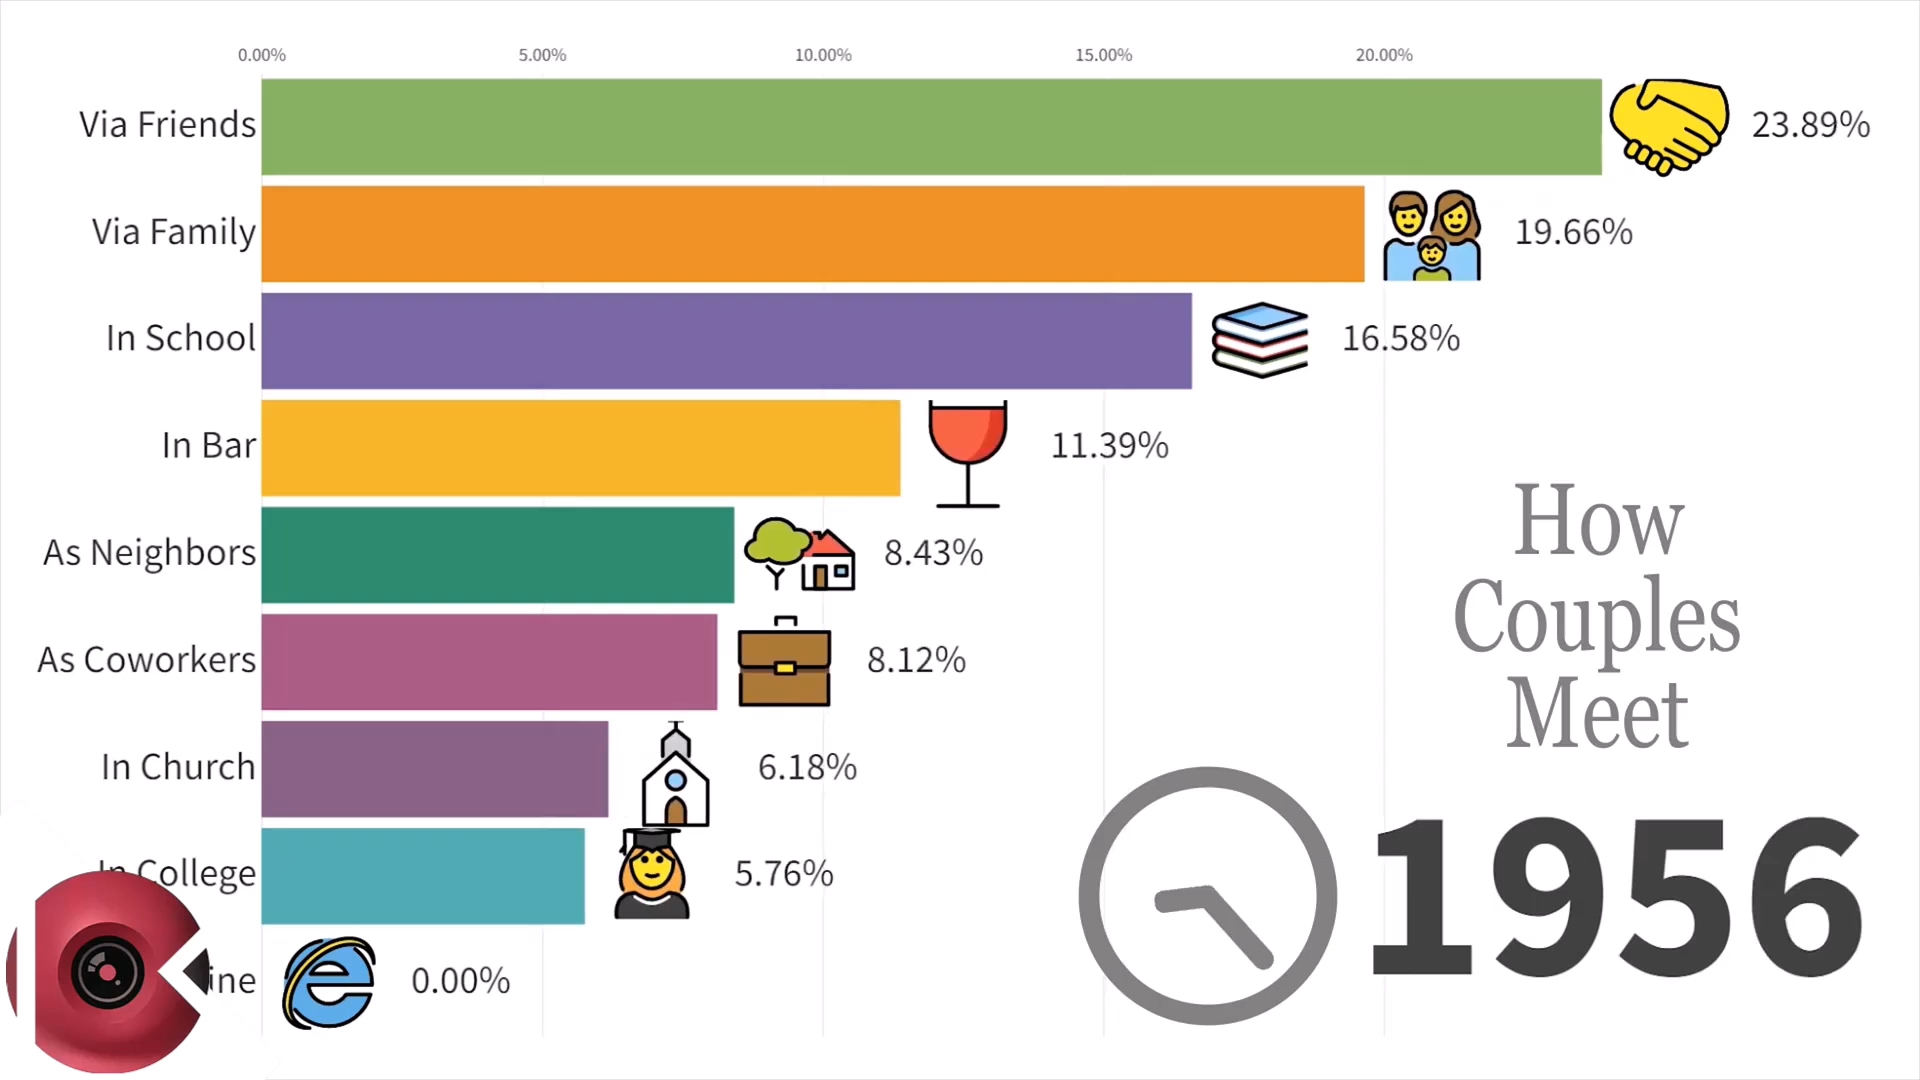 0.00% 5.00% 10.00% 15.00% 20.00%
Via Friends 23.89%
Via Family 19.66%
In School 16.58%
In Bar 11.39%
As Neighbors 8.43%
As Coworkers 8.12%
In Church 6.18%
In College 5.76%
ine 0.00%
How
Couples
Meet
1956